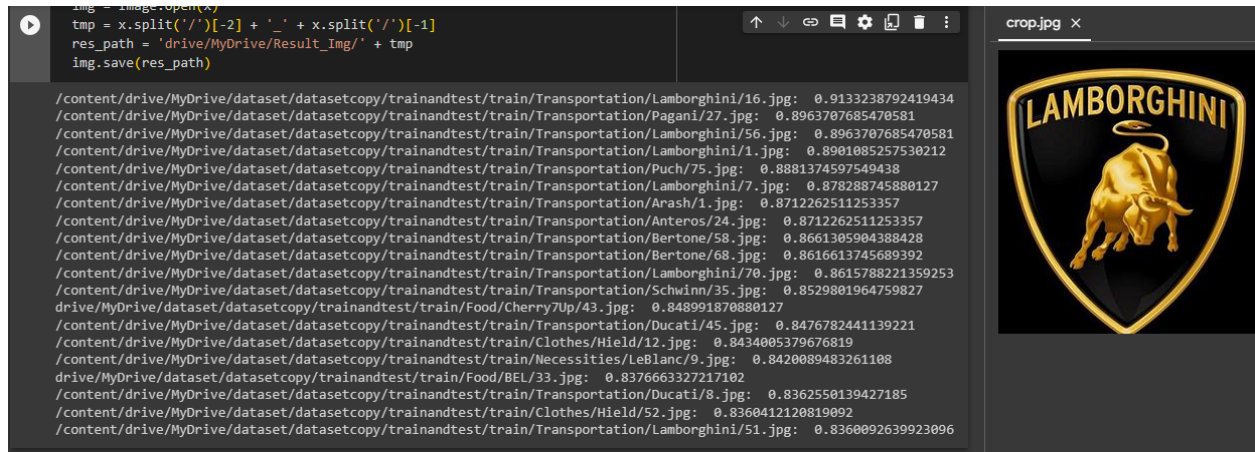 img = Image.open(x)
tmp = x.split('/')[-2] + '_' + x.split('/')[-1]
res_path = 'drive/MyDrive/Result_Img/' + tmp
img.save(res_path)
/content/drive/MyDrive/dataset/datasetcopy/trainandtest/train/Transportation/Lamborghini/16.jpg:  0.9133238792419434
/content/drive/MyDrive/dataset/datasetcopy/trainandtest/train/Transportation/Pagani/27.jpg:  0.8963707685470581
/content/drive/MyDrive/dataset/datasetcopy/trainandtest/train/Transportation/Lamborghini/56.jpg:  0.8963707685470581
/content/drive/MyDrive/dataset/datasetcopy/trainandtest/train/Transportation/Lamborghini/1.jpg:  0.8901085257530212
/content/drive/MyDrive/dataset/datasetcopy/trainandtest/train/Transportation/Puch/75.jpg:  0.8881374597549438
/content/drive/MyDrive/dataset/datasetcopy/trainandtest/train/Transportation/Lamborghini/7.jpg:  0.878288745880127
/content/drive/MyDrive/dataset/datasetcopy/trainandtest/train/Transportation/Arash/1.jpg:  0.8712262511253357
/content/drive/MyDrive/dataset/datasetcopy/trainandtest/train/Transportation/Anteros/24.jpg:  0.8712262511253357
/content/drive/MyDrive/dataset/datasetcopy/trainandtest/train/Transportation/Bertone/58.jpg:  0.8661305904388428
/content/drive/MyDrive/dataset/datasetcopy/trainandtest/train/Transportation/Bertone/68.jpg:  0.8616613745689392
/content/drive/MyDrive/dataset/datasetcopy/trainandtest/train/Transportation/Lamborghini/70.jpg:  0.8615788221359253
/content/drive/MyDrive/dataset/datasetcopy/trainandtest/train/Transportation/Schwinn/35.jpg:  0.8529801964759827
drive/MyDrive/dataset/datasetcopy/trainandtest/train/Food/Cherry7Up/43.jpg:  0.848991870880127
/content/drive/MyDrive/dataset/datasetcopy/trainandtest/train/Transportation/Ducati/45.jpg:  0.8476782441139221
/content/drive/MyDrive/dataset/datasetcopy/trainandtest/train/Clothes/Hield/12.jpg:  0.8434005379676819
/content/drive/MyDrive/dataset/datasetcopy/trainandtest/train/Necessities/LeBlanc/9.jpg:  0.8420089483261108
drive/MyDrive/dataset/datasetcopy/trainandtest/train/Food/BEL/33.jpg:  0.8376663327217102
/content/drive/MyDrive/dataset/datasetcopy/trainandtest/train/Transportation/Ducati/8.jpg:  0.8362550139427185
/content/drive/MyDrive/dataset/datasetcopy/trainandtest/train/Clothes/Hield/52.jpg:  0.8360412120819092
/content/drive/MyDrive/dataset/datasetcopy/trainandtest/train/Transportation/Lamborghini/51.jpg:  0.8360092639923096
crop.jpg
LAMBORGHINI